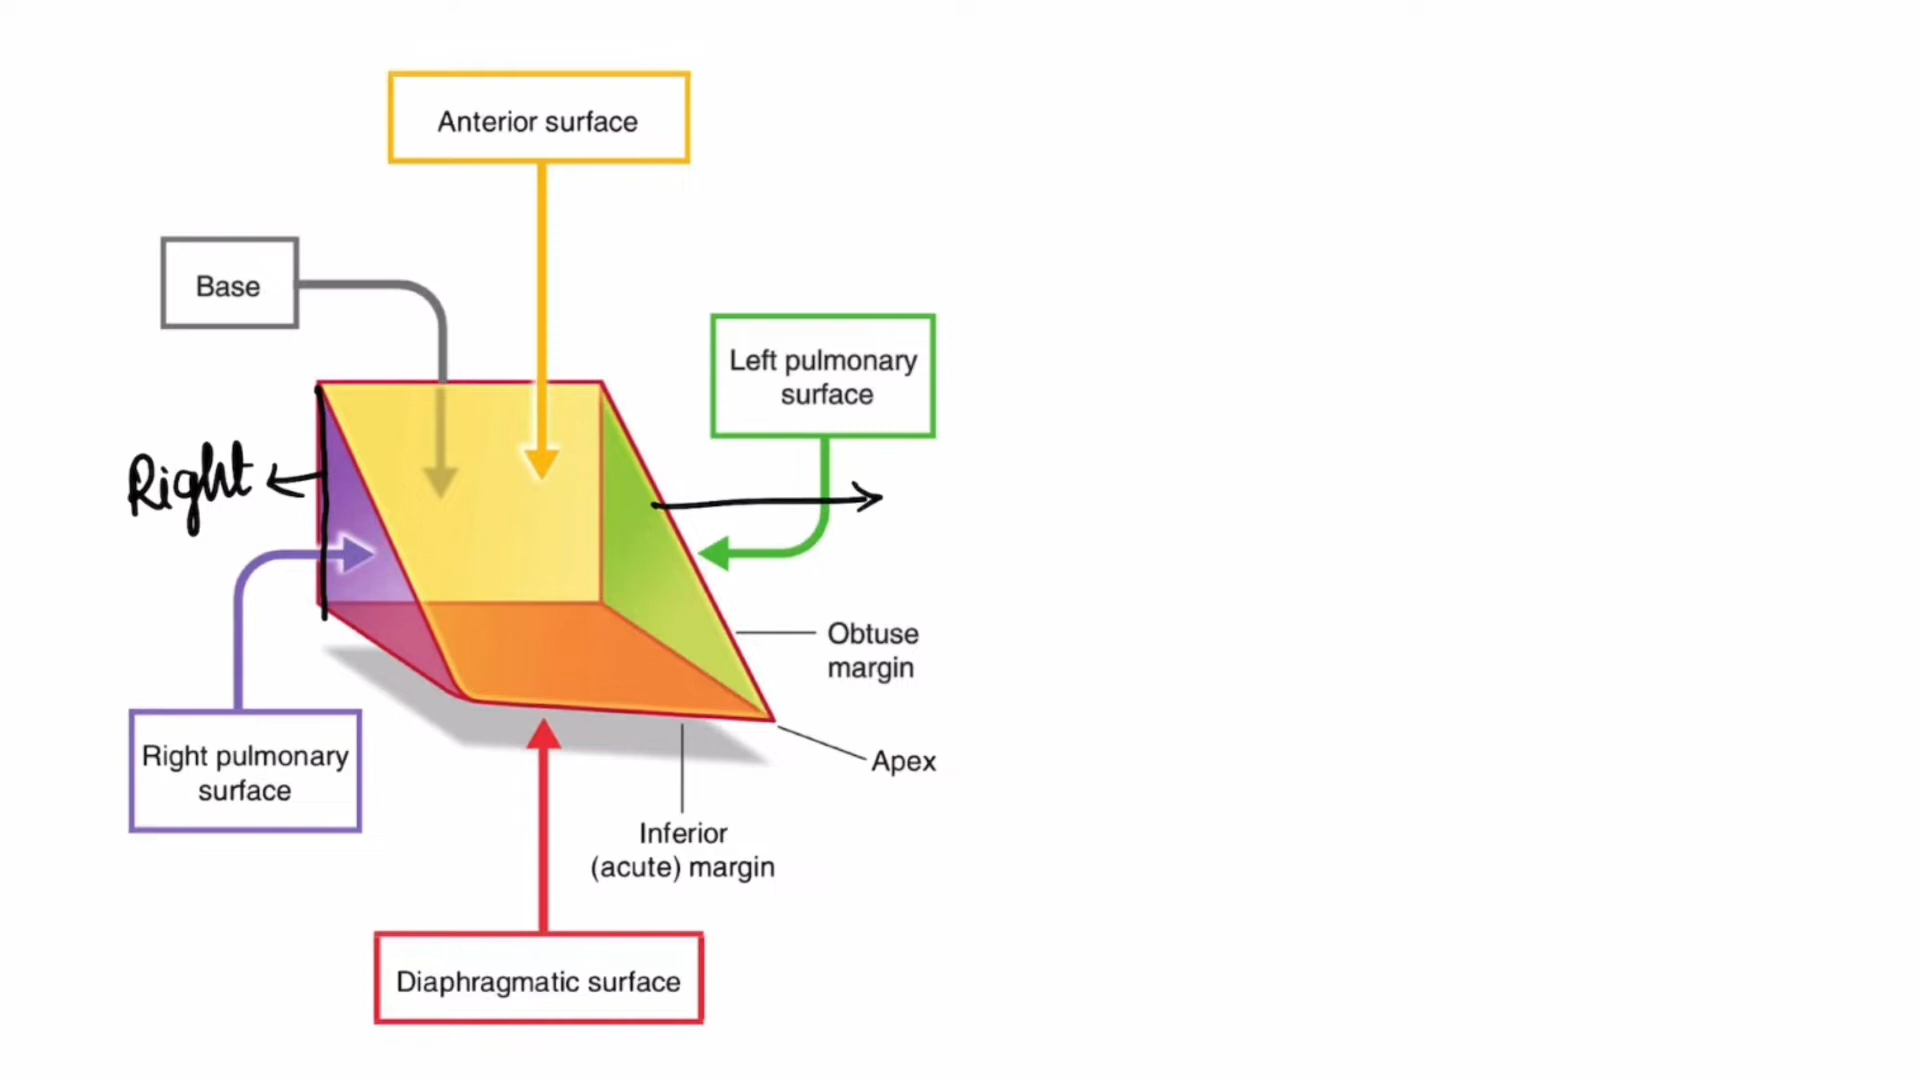 Anterior surface
Base
Left pulmonary
surface
Right
Obtuse
margin
Right pulmonary
surface
Apex
Inferior
(acute) margin
Diaphragmatic surface